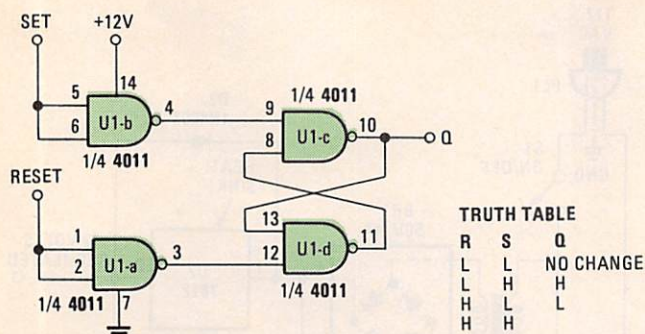 SET
+12V
14
5
6
U1-b
4
1/4 4011
1/4 4011
9
8
U1-c
10
Q
RESET
1
2
U1-a
3
7
1/4 4011
13
12
U1-d
11
1/4 4011
TRUTH TABLE
R S Q
L L NO CHANGE
L H H
H L L
H H